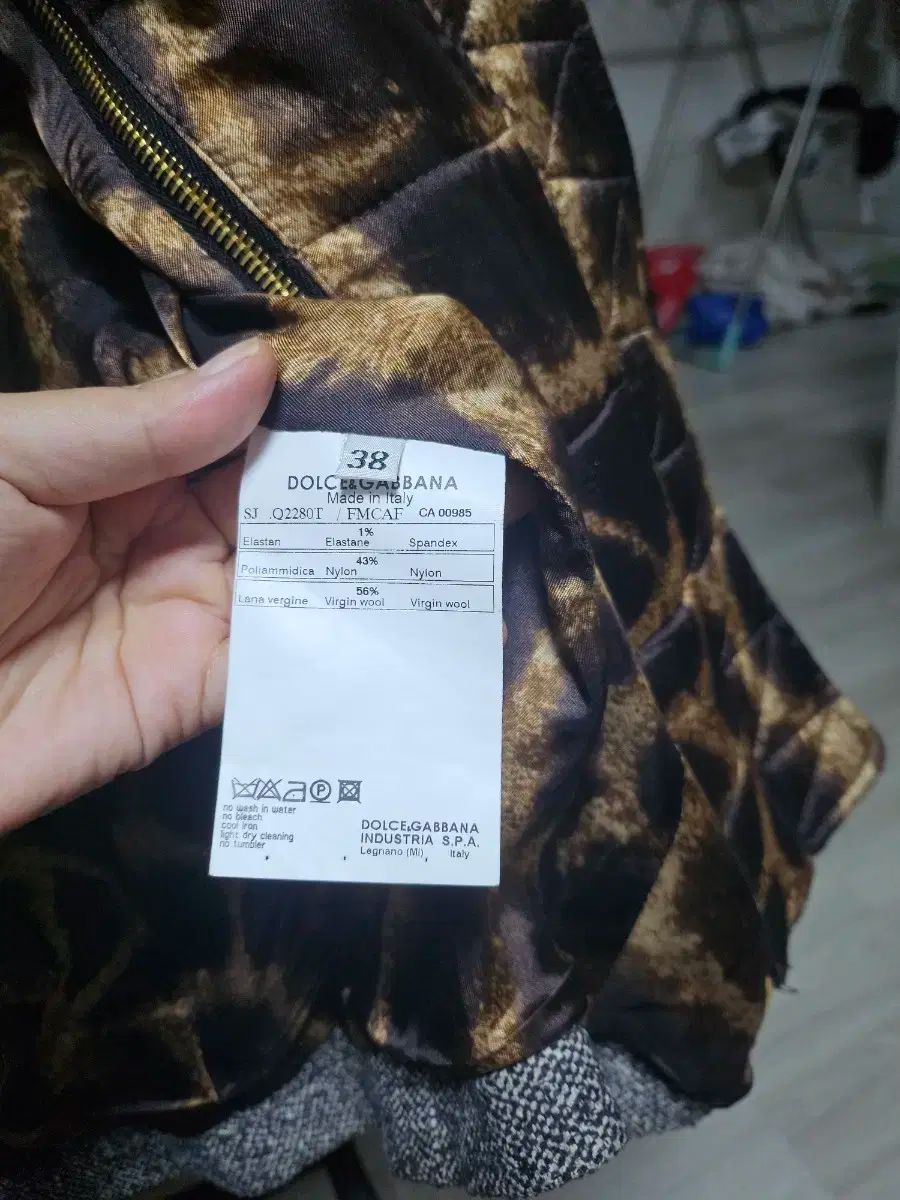 38
DOLCE&GABBANA
Made in Italy
SJ .Q2280T / FMCAF CA 00985
1%
Elastan Elastane Spandex
43%
Poliammidica Nylon Nylon
56%
Lana vergine Virgin wool Virgin wool
P
no wash in water
no bleach
cool iron
light dry cleaning
no tumbler
DOLCE&GABBANA
INDUSTRIA S.P.A.
Legnano (Mi), Italy